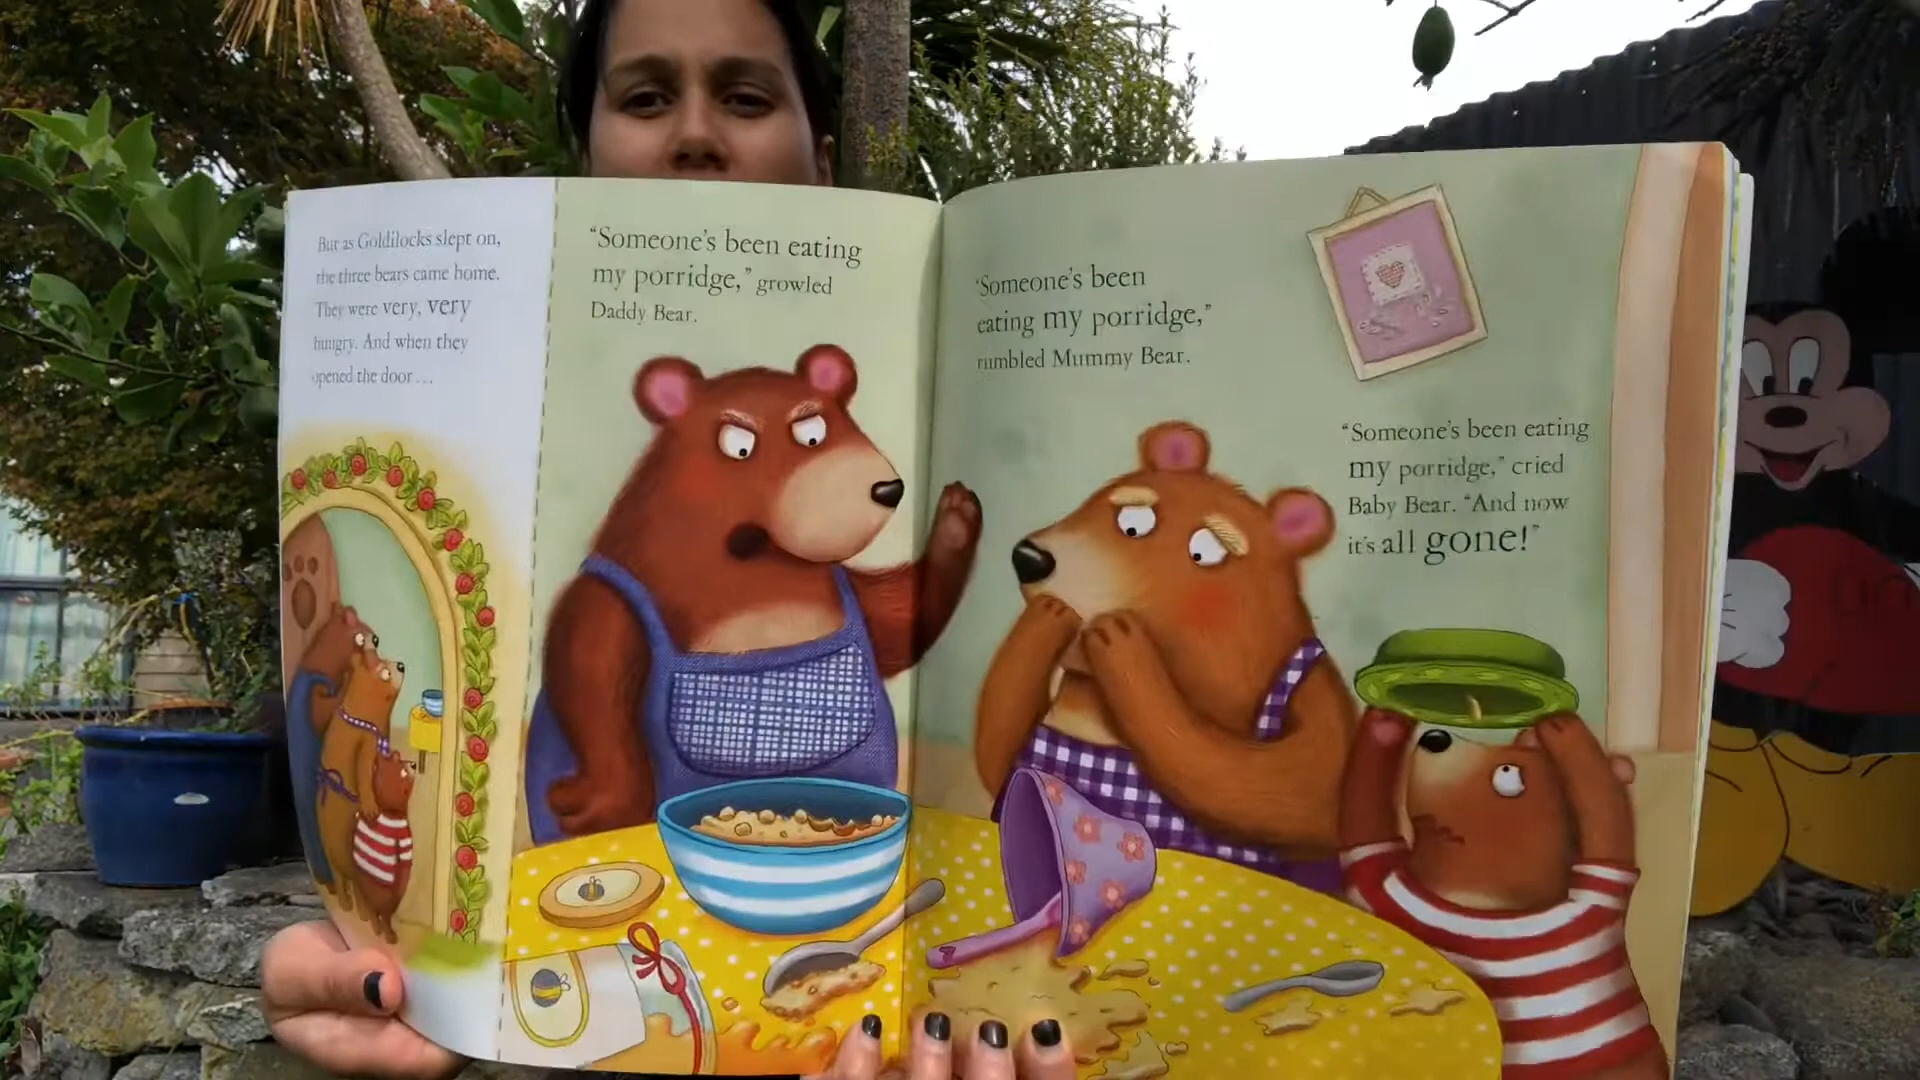 But as Goldilocks slept on,
the three bears came home.
They were very, very
hungry. And when they
opened the door...
“Someone’s been eating
my porridge,” growled
Daddy Bear.
“Someone’s been
eating my porridge,”
rumbled Mummy Bear.
“Someone’s been eating
my porridge,” cried
Baby Bear. “And now
it’s all gone!”